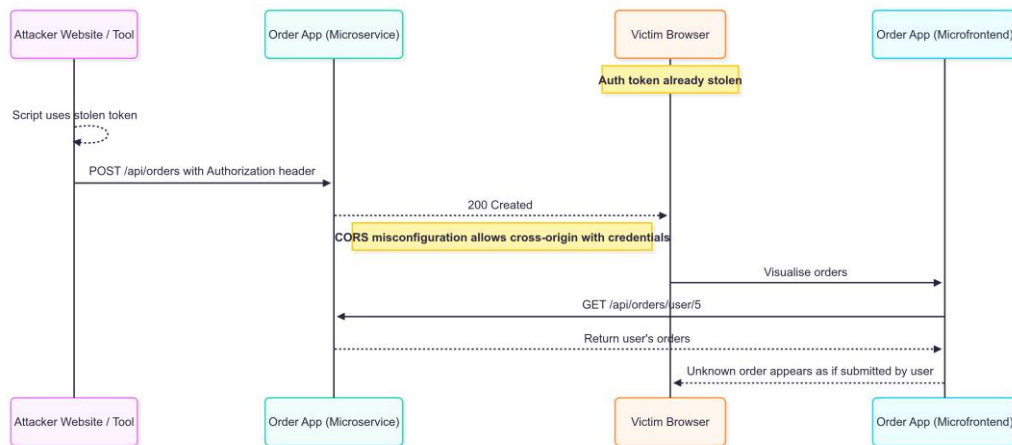 Attacker Website / Tool
Order App (Microservice)
Victim Browser
Order App (Microfrontend)
Auth token already stolen
Script uses stolen token
POST /api/orders with Authorization header
200 Created
CORS misconfiguration allows cross-origin with credentials
Visualise orders
GET /api/orders/user/5
Return user's orders
Unknown order appears as if submitted by user
Attacker Website / Tool
Order App (Microservice)
Victim Browser
Order App (Microfrontend)